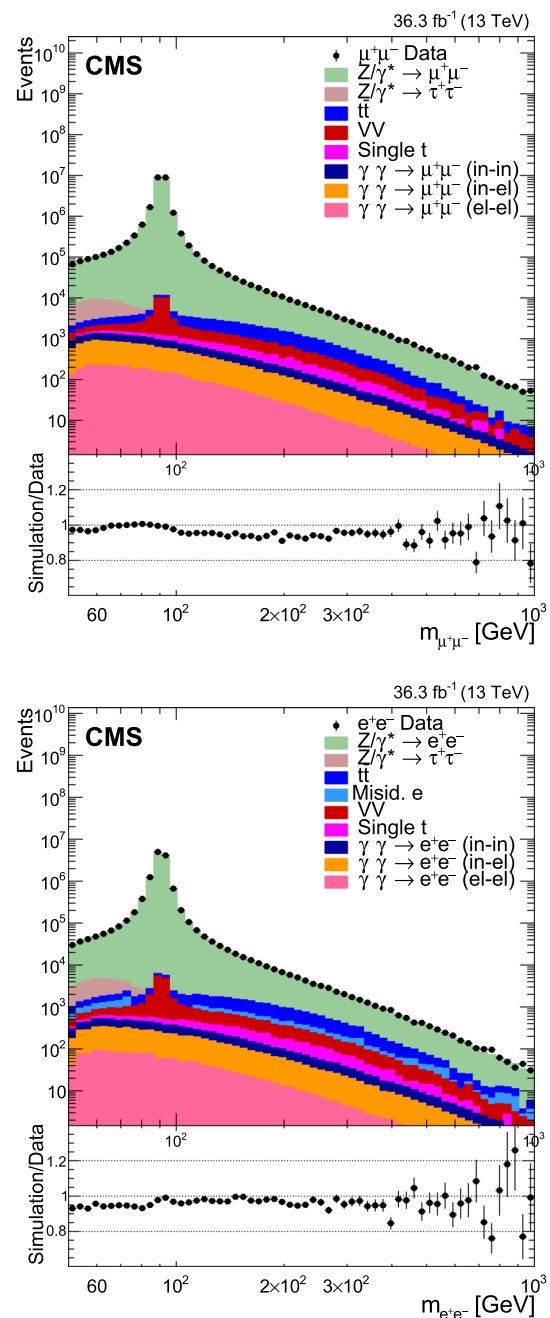 36.3 fb⁻¹ (13 TeV)
Events
CMS
μ⁺μ⁻ Data
Z/γ* → μ⁺μ⁻
Z/γ* → τ⁺τ⁻
tt̄
VV
Single t
γ γ → μ⁺μ⁻ (in-in)
γ γ → μ⁺μ⁻ (in-el)
γ γ → μ⁺μ⁻ (el-el)
10¹⁰
10⁹
10⁸
10⁷
10⁶
10⁵
10⁴
10³
10²
10
10² 10³
Simulation/Data
1.2
1
0.8
60 10² 2×10² 3×10² 10³
m_μ⁺μ⁻ [GeV]
36.3 fb⁻¹ (13 TeV)
Events
CMS
e⁺e⁻ Data
Z/γ* → e⁺e⁻
Z/γ* → τ⁺τ⁻
tt̄
Misid. e
VV
Single t
γ γ → e⁺e⁻ (in-in)
γ γ → e⁺e⁻ (in-el)
γ γ → e⁺e⁻ (el-el)
10¹⁰
10⁹
10⁸
10⁷
10⁶
10⁵
10⁴
10³
10²
10
10² 10³
Simulation/Data
1.2
1
0.8
60 10² 2×10² 3×10² 10³
m_e⁺e⁻ [GeV]